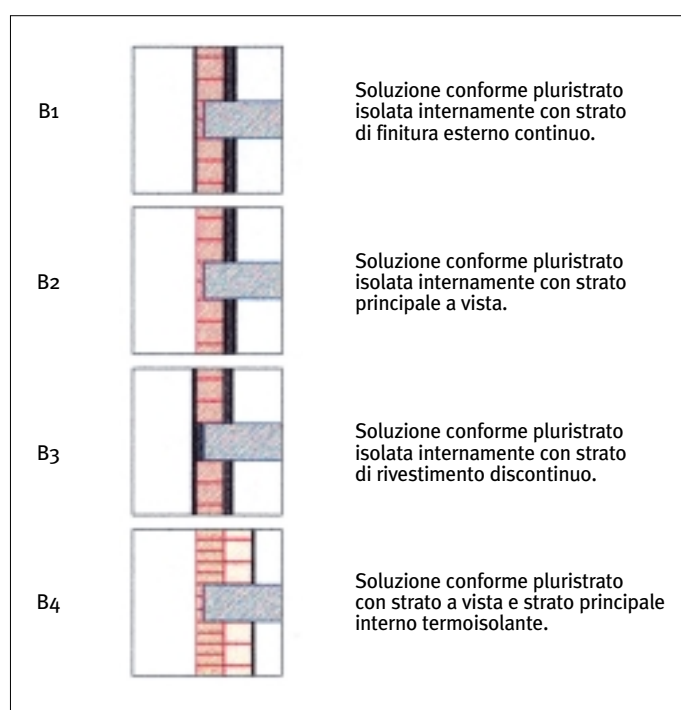 B1
Soluzione conforme pluristrato
isolata internamente con strato
di finitura esterno continuo.
B2
Soluzione conforme pluristrato
isolata internamente con strato
principale a vista.
B3
Soluzione conforme pluristrato
isolata internamente con strato
di rivestimento discontinuo.
B4
Soluzione conforme pluristrato
con strato a vista e strato principale
interno termoisolante.